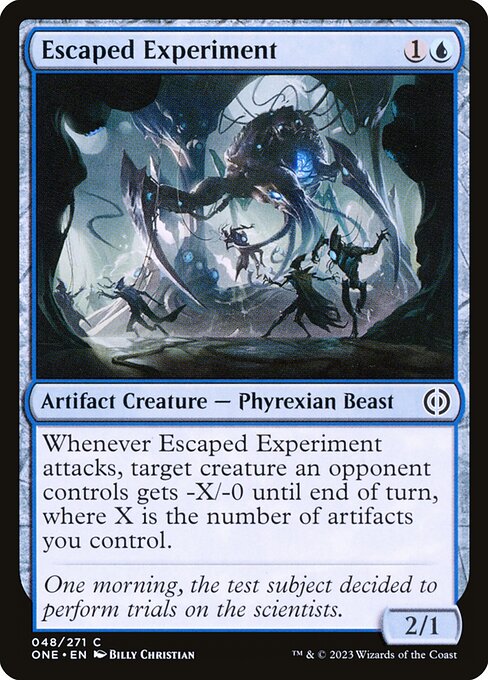 Escaped Experiment 1
Artifact Creature — Phyrexian Beast
Whenever Escaped Experiment
attacks, target creature an opponent
controls gets -X/-0 until end of turn,
where X is the number of artifacts
you control.
One morning, the test subject decided to
perform trials on the scientists.
2/1
048/271 C
ONE • EN Billy Christian
™ & © 2023 Wizards of the Coast